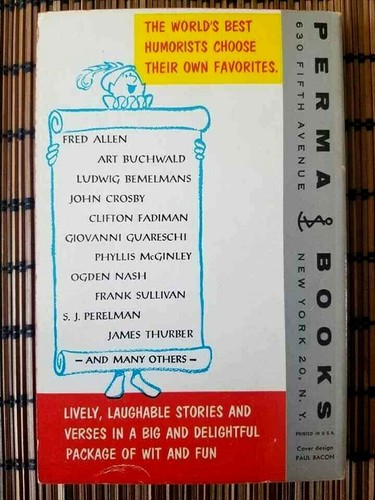 THE WORLD'S BEST
HUMORISTS CHOOSE
THEIR OWN FAVORITES.
FRED ALLEN
ART BUCHWALD
LUDWIG BEMELMANS
JOHN CROSBY
CLIFTON FADIMAN
GIOVANNI GUARESCHI
PHYLLIS McGINLEY
OGDEN NASH
FRANK SULLIVAN
S. J. PERELMAN
JAMES THURBER
– AND MANY OTHERS –
LIVELY, LAUGHABLE STORIES AND
VERSES IN A BIG AND DELIGHTFUL
PACKAGE OF WIT AND FUN
PERMA BOOKS
630 FIFTH AVENUE NEW YORK 20, N. Y.
PRINTED IN U.S.A.
Cover design
PAUL BACON